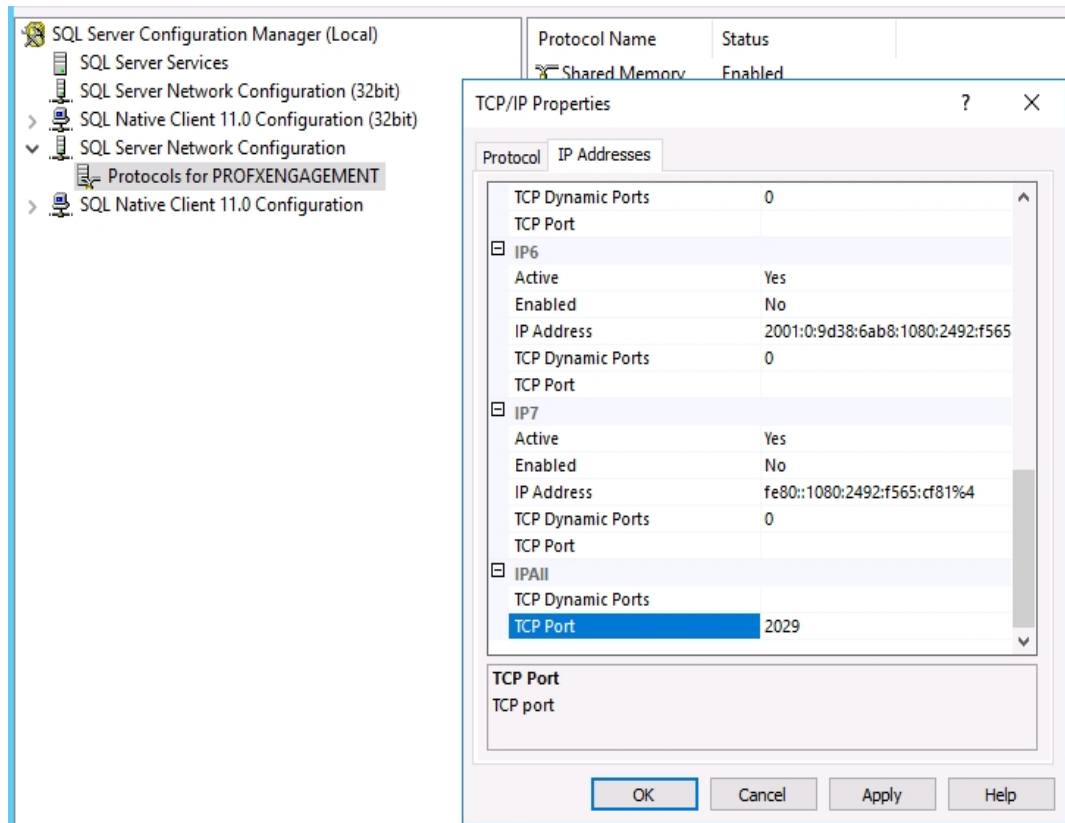 SQL Server Configuration Manager (Local)
SQL Server Services
SQL Server Network Configuration (32bit)
SQL Native Client 11.0 Configuration (32bit)
SQL Server Network Configuration
Protocols for PROFXENGAGEMENT
SQL Native Client 11.0 Configuration
Protocol Name Status
Shared Memory Enabled
TCP/IP Properties ? X
Protocol IP Addresses
TCP Dynamic Ports 0
TCP Port
IP6
Active Yes
Enabled No
IP Address 2001:0:9d38:6ab8:1080:2492:f565
TCP Dynamic Ports 0
TCP Port
IP7
Active Yes
Enabled No
IP Address fe80::1080:2492:f565:cf81%4
TCP Dynamic Ports 0
TCP Port
IPAll
TCP Dynamic Ports
TCP Port 2029
TCP Port
TCP port
OK Cancel Apply Help